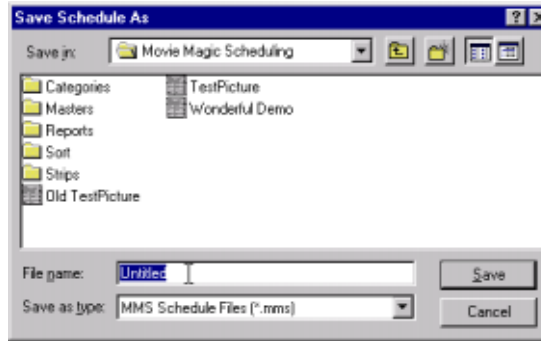 Save Schedule As
Save in: Movie Magic Scheduling
Categories
Masters
Reports
Sort
Strips
Old TestPicture
TestPicture
Wonderful Demo
File name: Untitled Save
Save as type: MMS Schedule Files (*.mms) Cancel